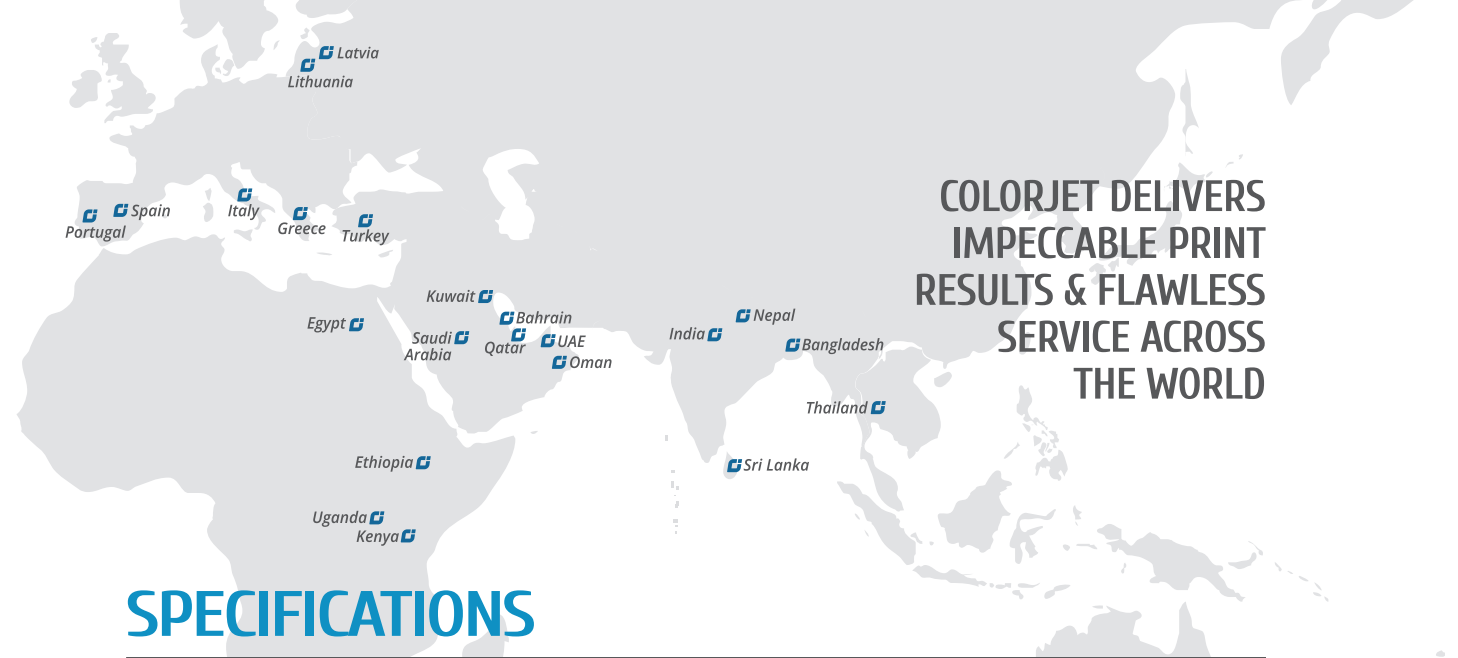 Latvia
Lithuania
Spain
Portugal
Italy
Greece
Turkey
COLORJET DELIVERS
IMPECCABLE PRINT
RESULTS & FLAWLESS
SERVICE ACROSS
THE WORLD
Kuwait
Bahrain
Egypt
Saudi
Arabia
Qatar
UAE
Oman
Nepal
India
Bangladesh
Thailand
Ethiopia
Sri Lanka
Uganda
Kenya
SPECIFICATIONS